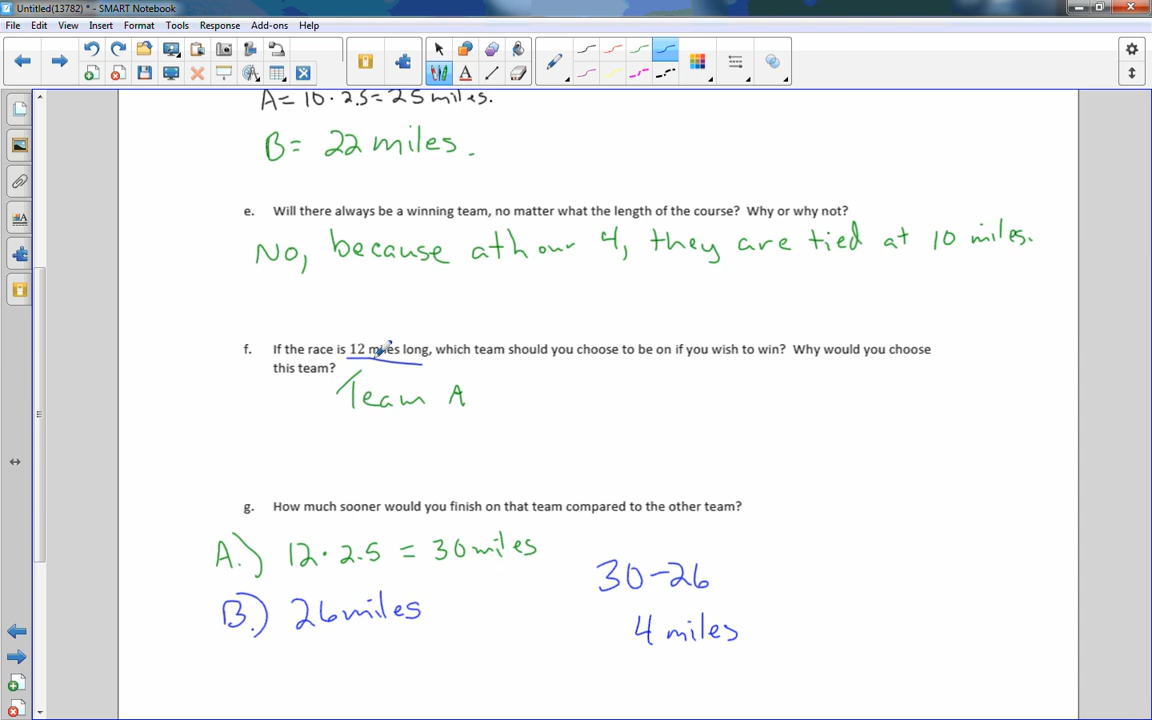 Untitled(13782) * - SMART Notebook
File Edit View Insert Format Tools Response Add-ons Help
A= 10 · 2.5 = 25 miles.
B= 22 miles.
e. Will there always be a winning team, no matter what the length of the course? Why or why not?
No, because at hour 4, they are tied at 10 miles.
f. If the race is 12 miles long, which team should you choose to be on if you wish to win? Why would you choose
this team?
Team A
g. How much sooner would you finish on that team compared to the other team?
A.) 12 · 2.5 = 30 miles
B.) 26 miles
30-26
4 miles